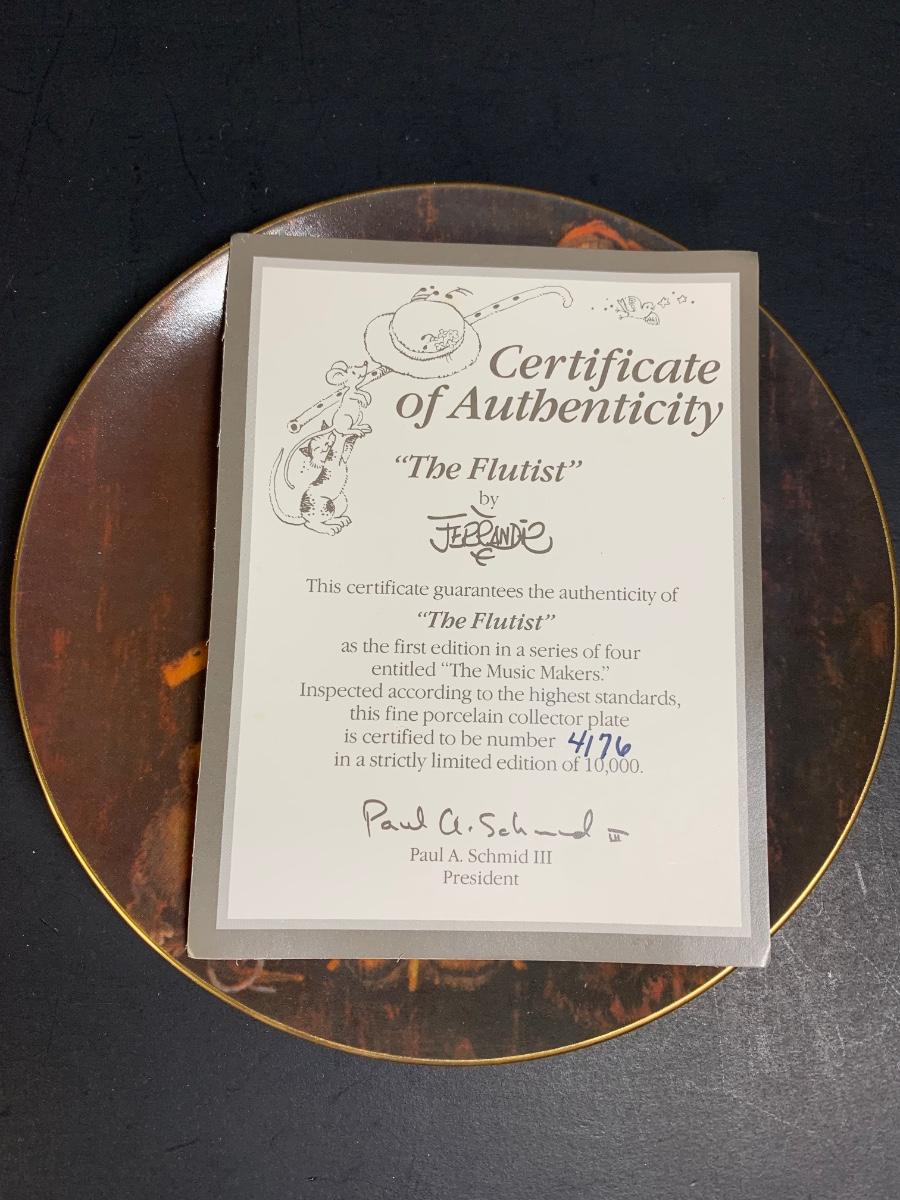 Certificate
of Authenticity
“The Flutist”
by
JERRANDIE
This certificate guarantees the authenticity of
“The Flutist”
as the first edition in a series of four
entitled “The Music Makers.”
Inspected according to the highest standards,
this fine porcelain collector plate
is certified to be number 4176
in a strictly limited edition of 10,000.
Paul A. Schmid III
Paul A. Schmid III
President